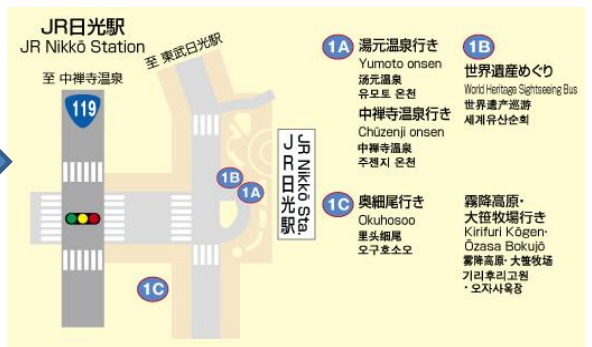 JR日光駅
JR Nikkō Station
至 東武日光駅
至 中禅寺温泉
119
1B
1A
1C
JR Nikkō Sta.
JR日光駅
1A
湯元温泉行き
Yumoto onsen
汤元温泉
유모토 온천
中禅寺温泉行き
Chūzenji onsen
中禅寺温泉
주젠지 온천
1B
世界遺産めぐり
World Heritage Sightseeing Bus
世界遗产巡游
세계유산순회
1C
奥細尾行き
Okuhosoo
里头细尾
오구호소오
霧降高原・
大笹牧場行き
Kirifuri Kōgen・
Ōzasa Bokujō
雾降高原・大笹牧场
기리후리고원
・오자사목장